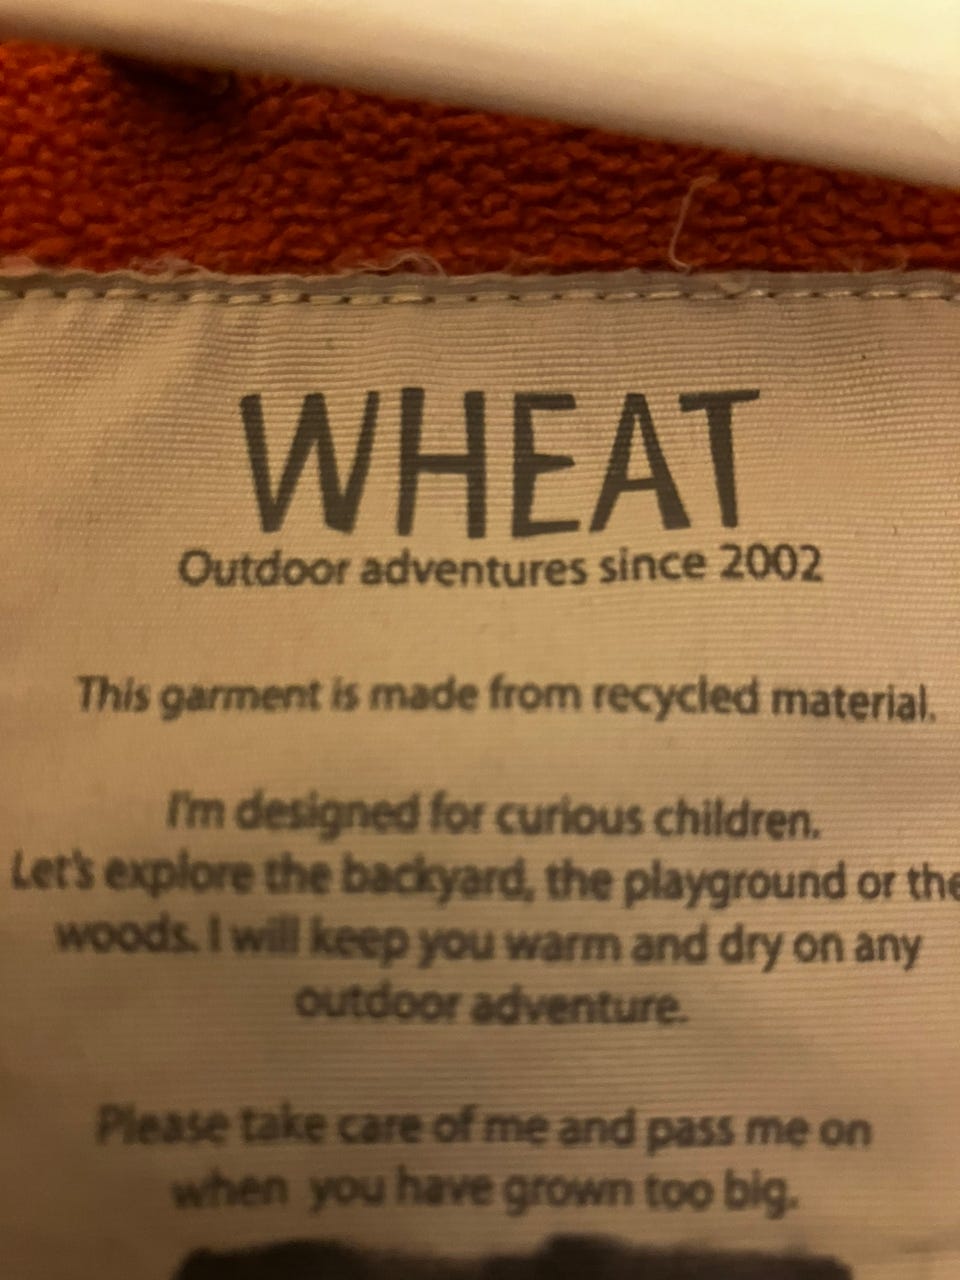 WHEAT
Outdoor adventures since 2002
This garment is made from recycled material.
I'm designed for curious children.
Let's explore the backyard, the playground or the
woods. I will keep you warm and dry on any
outdoor adventure.
Please take care of me and pass me on
when you have grown too big.